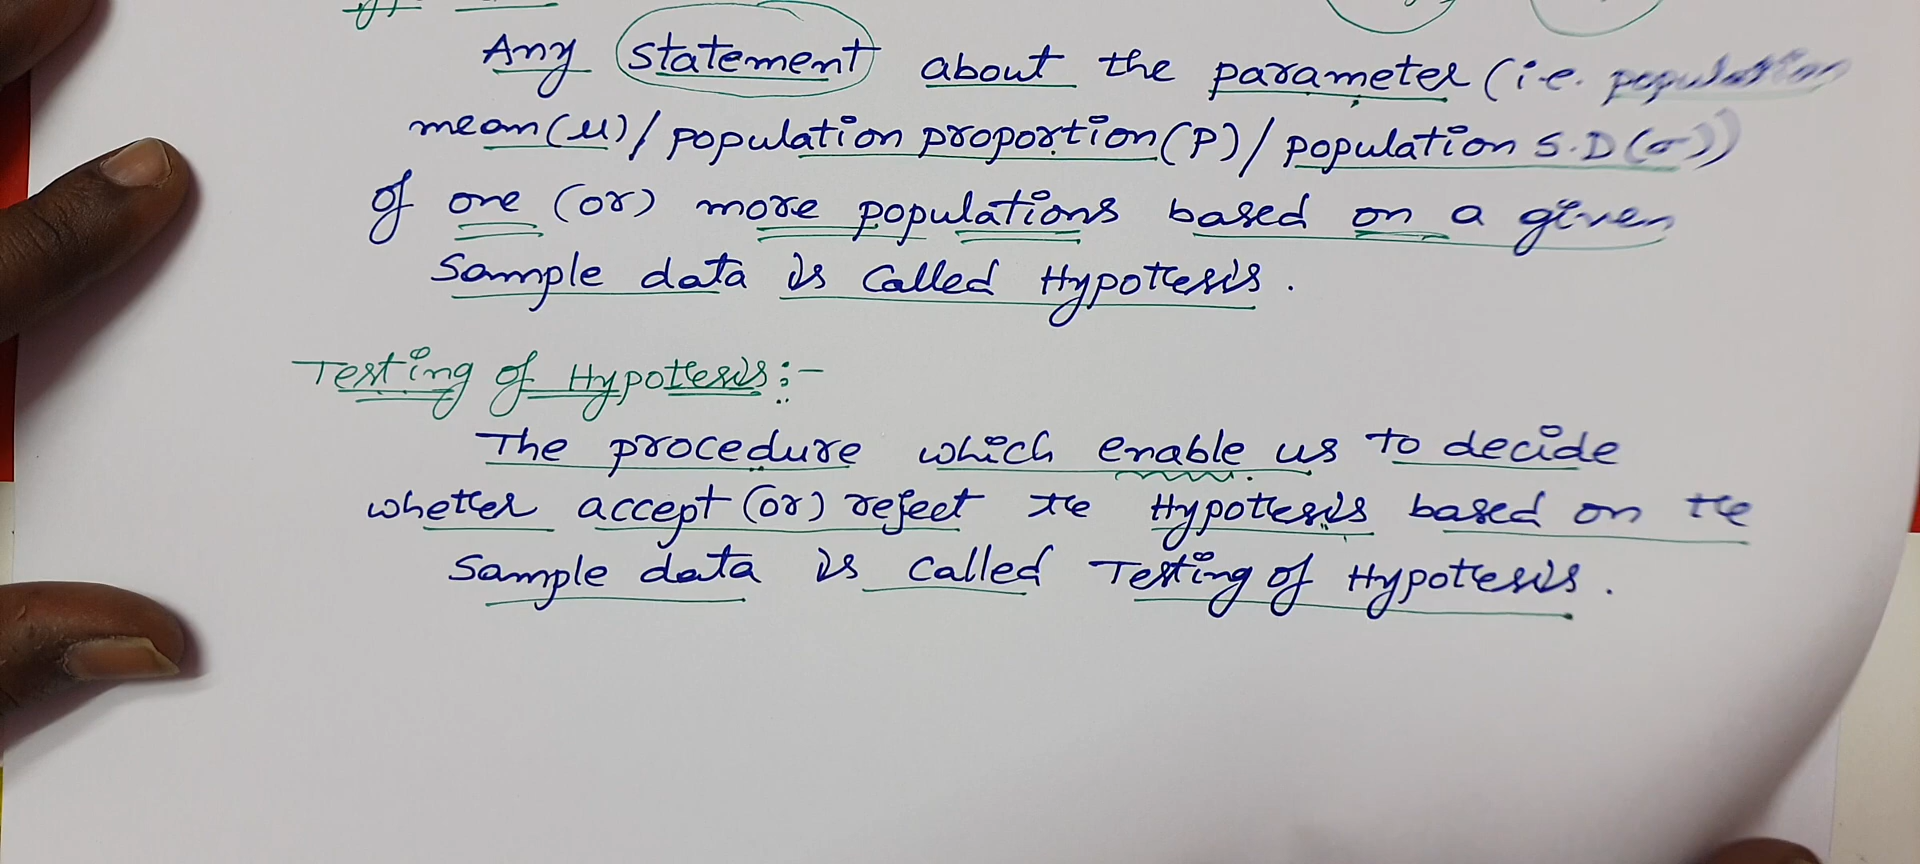 Any statement about the parameter (i.e. population
mean(μ)/population proportion(P)/population S.D(σ))
of one (or) more populations based on a given
Sample data is called Hypothesis.
Testing of Hypothesis:-
The procedure which enable us to decide
whether accept (or) reject the Hypothesis based on the
Sample data is called Testing of Hypothesis.